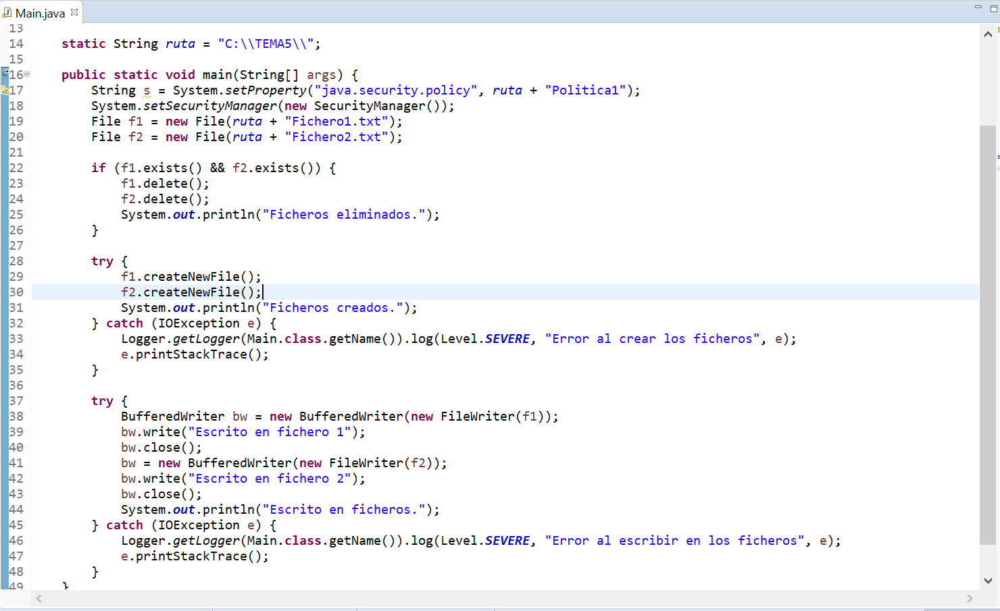 Main.java
13
14 static String ruta = "C:\\TEMA5\\";
15
16 public static void main(String[] args) {
17 String s = System.setProperty("java.security.policy", ruta + "Politica1");
18 System.setSecurityManager(new SecurityManager());
19 File f1 = new File(ruta + "Fichero1.txt");
20 File f2 = new File(ruta + "Fichero2.txt");
21
22 if (f1.exists() && f2.exists()) {
23 f1.delete();
24 f2.delete();
25 System.out.println("Ficheros eliminados.");
26 }
27
28 try {
29 f1.createNewFile();
30 f2.createNewFile();
31 System.out.println("Ficheros creados.");
32 } catch (IOException e) {
33 Logger.getLogger(Main.class.getName()).log(Level.SEVERE, "Error al crear los ficheros", e);
34 e.printStackTrace();
35 }
36
37 try {
38 BufferedWriter bw = new BufferedWriter(new FileWriter(f1));
39 bw.write("Escrito en fichero 1");
40 bw.close();
41 bw = new BufferedWriter(new FileWriter(f2));
42 bw.write("Escrito en fichero 2");
43 bw.close();
44 System.out.println("Escrito en ficheros.");
45 } catch (IOException e) {
46 Logger.getLogger(Main.class.getName()).log(Level.SEVERE, "Error al escribir en los ficheros", e);
47 e.printStackTrace();
48 }
49 }